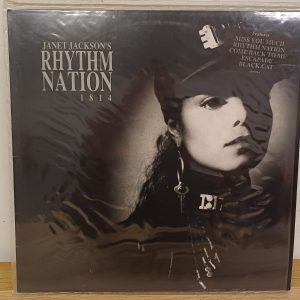 JANET JACKSON'S
RHYTHM
NATION
1814
Features
MISS YOU MUCH
RHYTHM NATION
COME BACK TO ME
ESCAPADE
BLACK CAT